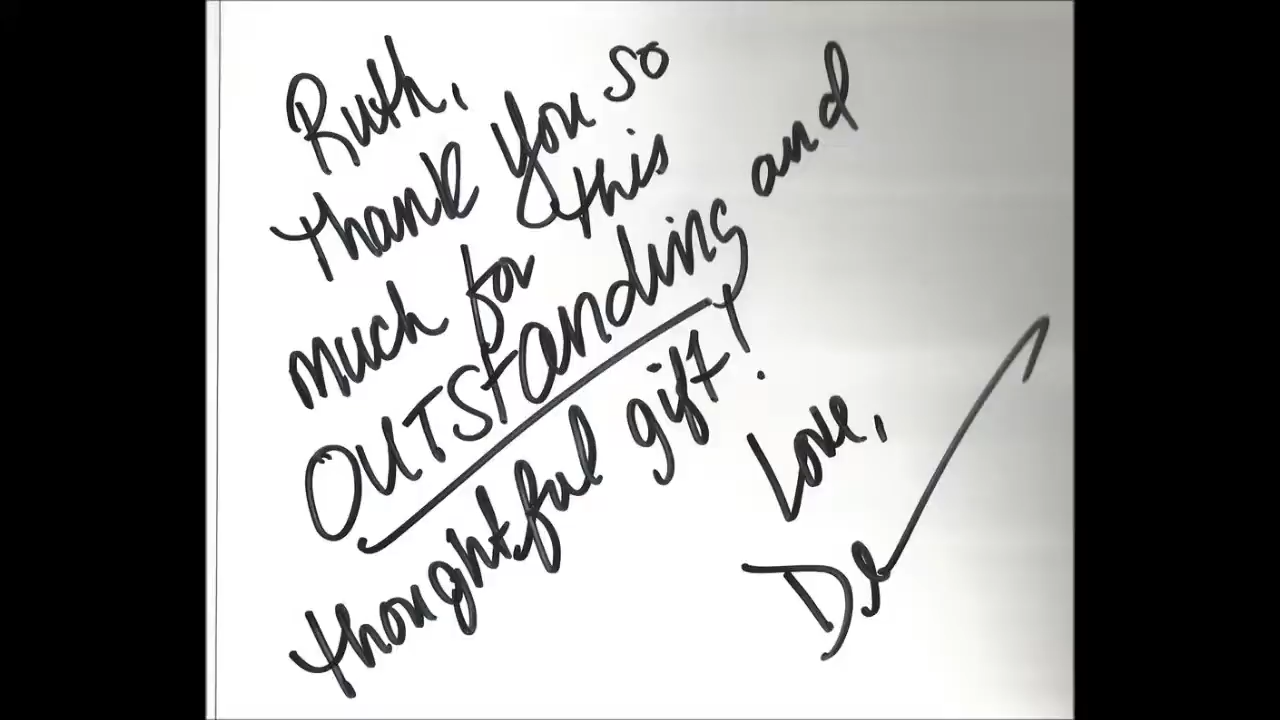 Ruth,
Thank you so
much for this
OUTSTanding and
thoughtful gift!
Love,
De